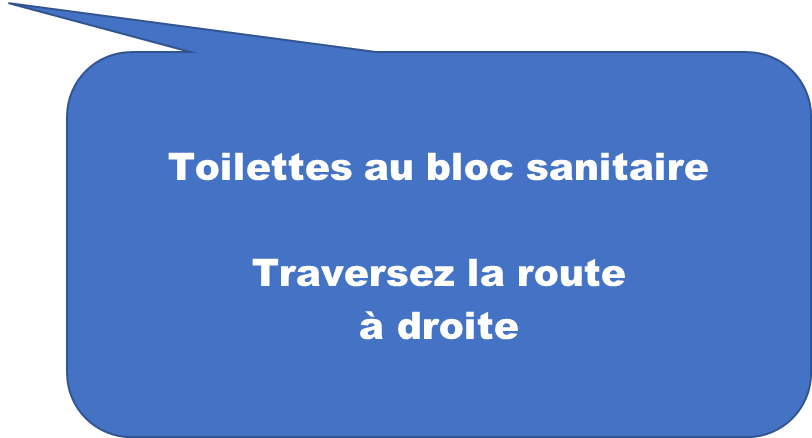 Toilettes au bloc sanitaire
Traversez la route
à droite